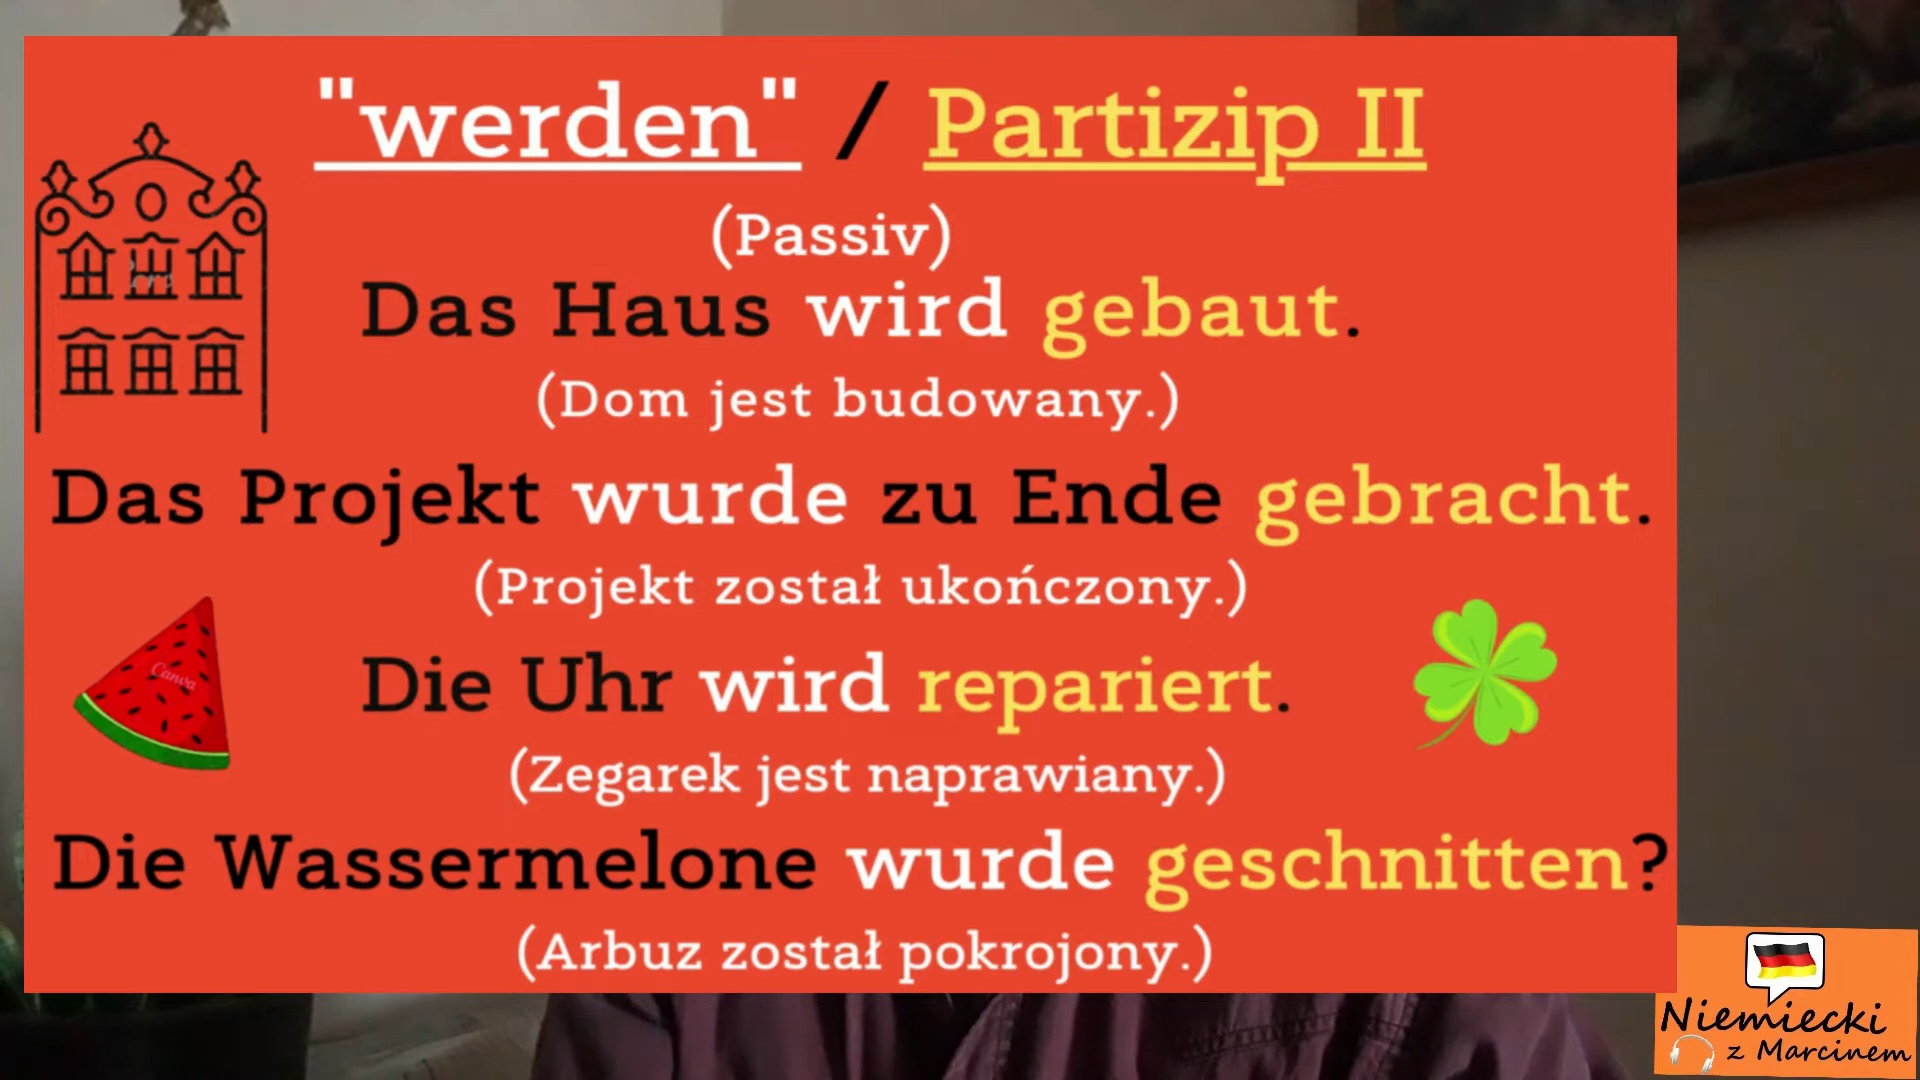 "werden" / Partizip II
(Passiv)
Das Haus wird gebaut.
(Dom jest budowany.)
Das Projekt wurde zu Ende gebracht.
(Projekt został ukończony.)
Canva
Die Uhr wird repariert.
(Zegarek jest naprawiany.)
Die Wassermelone wurde geschnitten?
(Arbuz został pokrojony.)
Niemiecki
z Marcinem